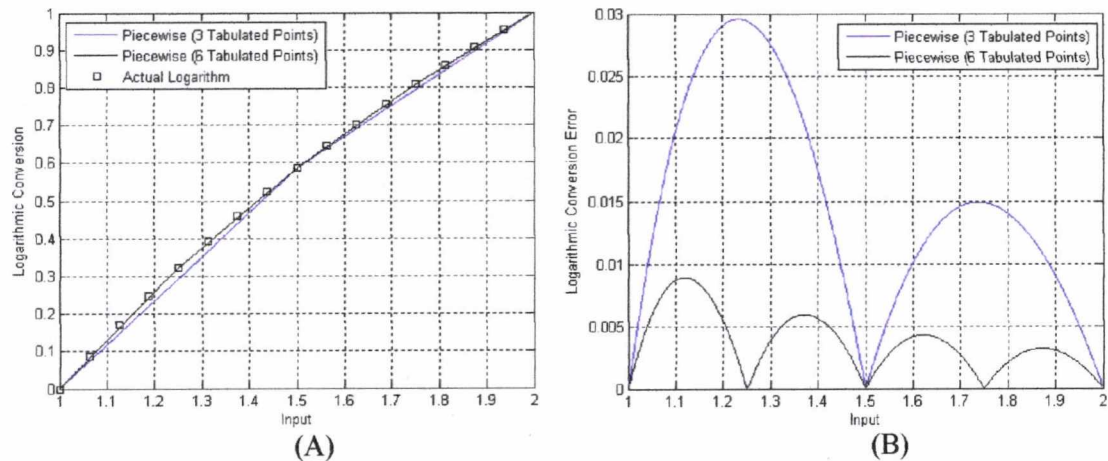 1
0.9
0.8
0.7
0.6
0.5
0.4
0.3
0.2
0.1
0
Logarithmic Conversion
Piecewise (3 Tabulated Points)
Piecewise (6 Tabulated Points)
Actual Logarithm
1 1.1 1.2 1.3 1.4 1.5 1.6 1.7 1.8 1.9 2
Input
(A)
0.03
0.025
0.02
0.015
0.01
0.005
0
Logarithmic Conversion Error
Piecewise (3 Tabulated Points)
Piecewise (6 Tabulated Points)
1 1.1 1.2 1.3 1.4 1.5 1.6 1.7 1.8 1.9 2
Input
(B)